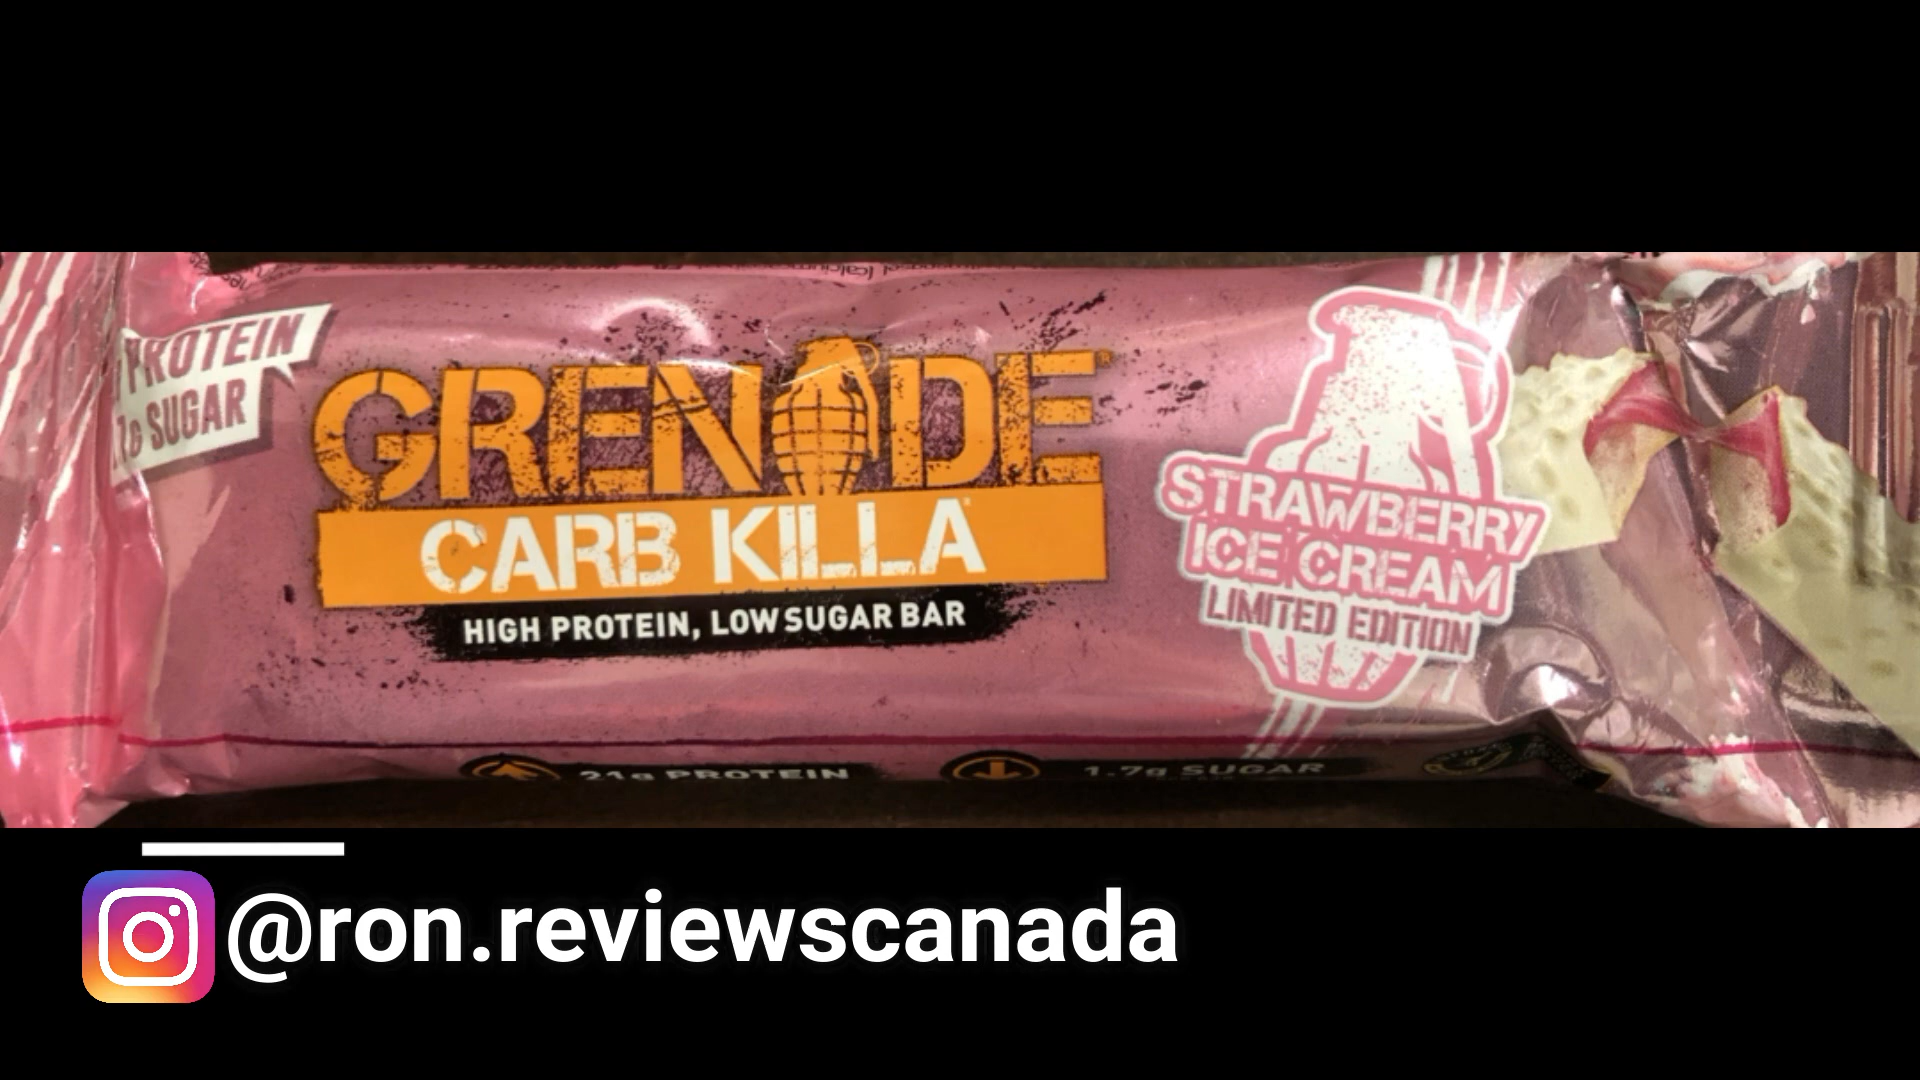 PROTEIN
SUGAR
GRENADE
CARB KILLA
HIGH PROTEIN, LOW SUGAR BAR
STRAWBERRY
ICE CREAM
LIMITED EDITION
21g PROTEIN
1.7g SUGAR
@ron.reviewscanada